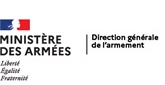 MINISTÈRE
DES ARMÉES
Liberté
Égalité
Fraternité
Direction générale
de l'armement